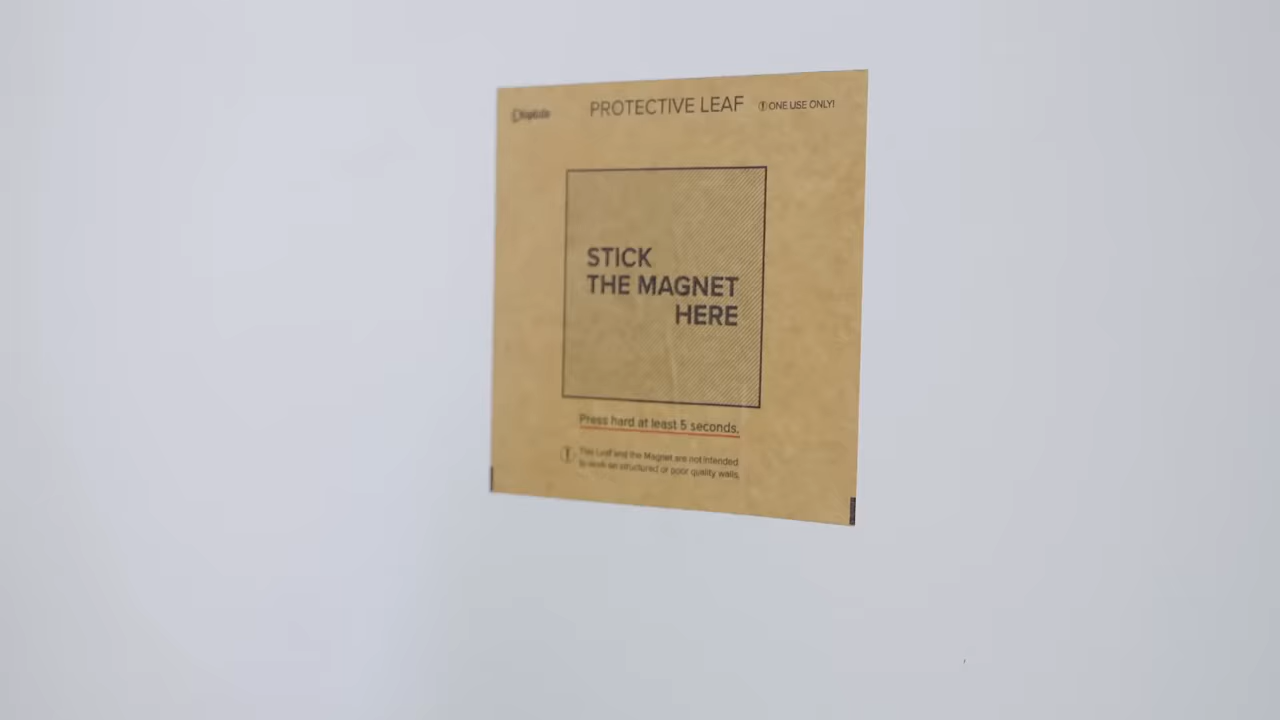 PROTECTIVE LEAF
ONE USE ONLY!
STICK
THE MAGNET
HERE
Press hard at least 5 seconds.
This Leaf and the Magnet are not intended
to work on structured or poor quality walls.